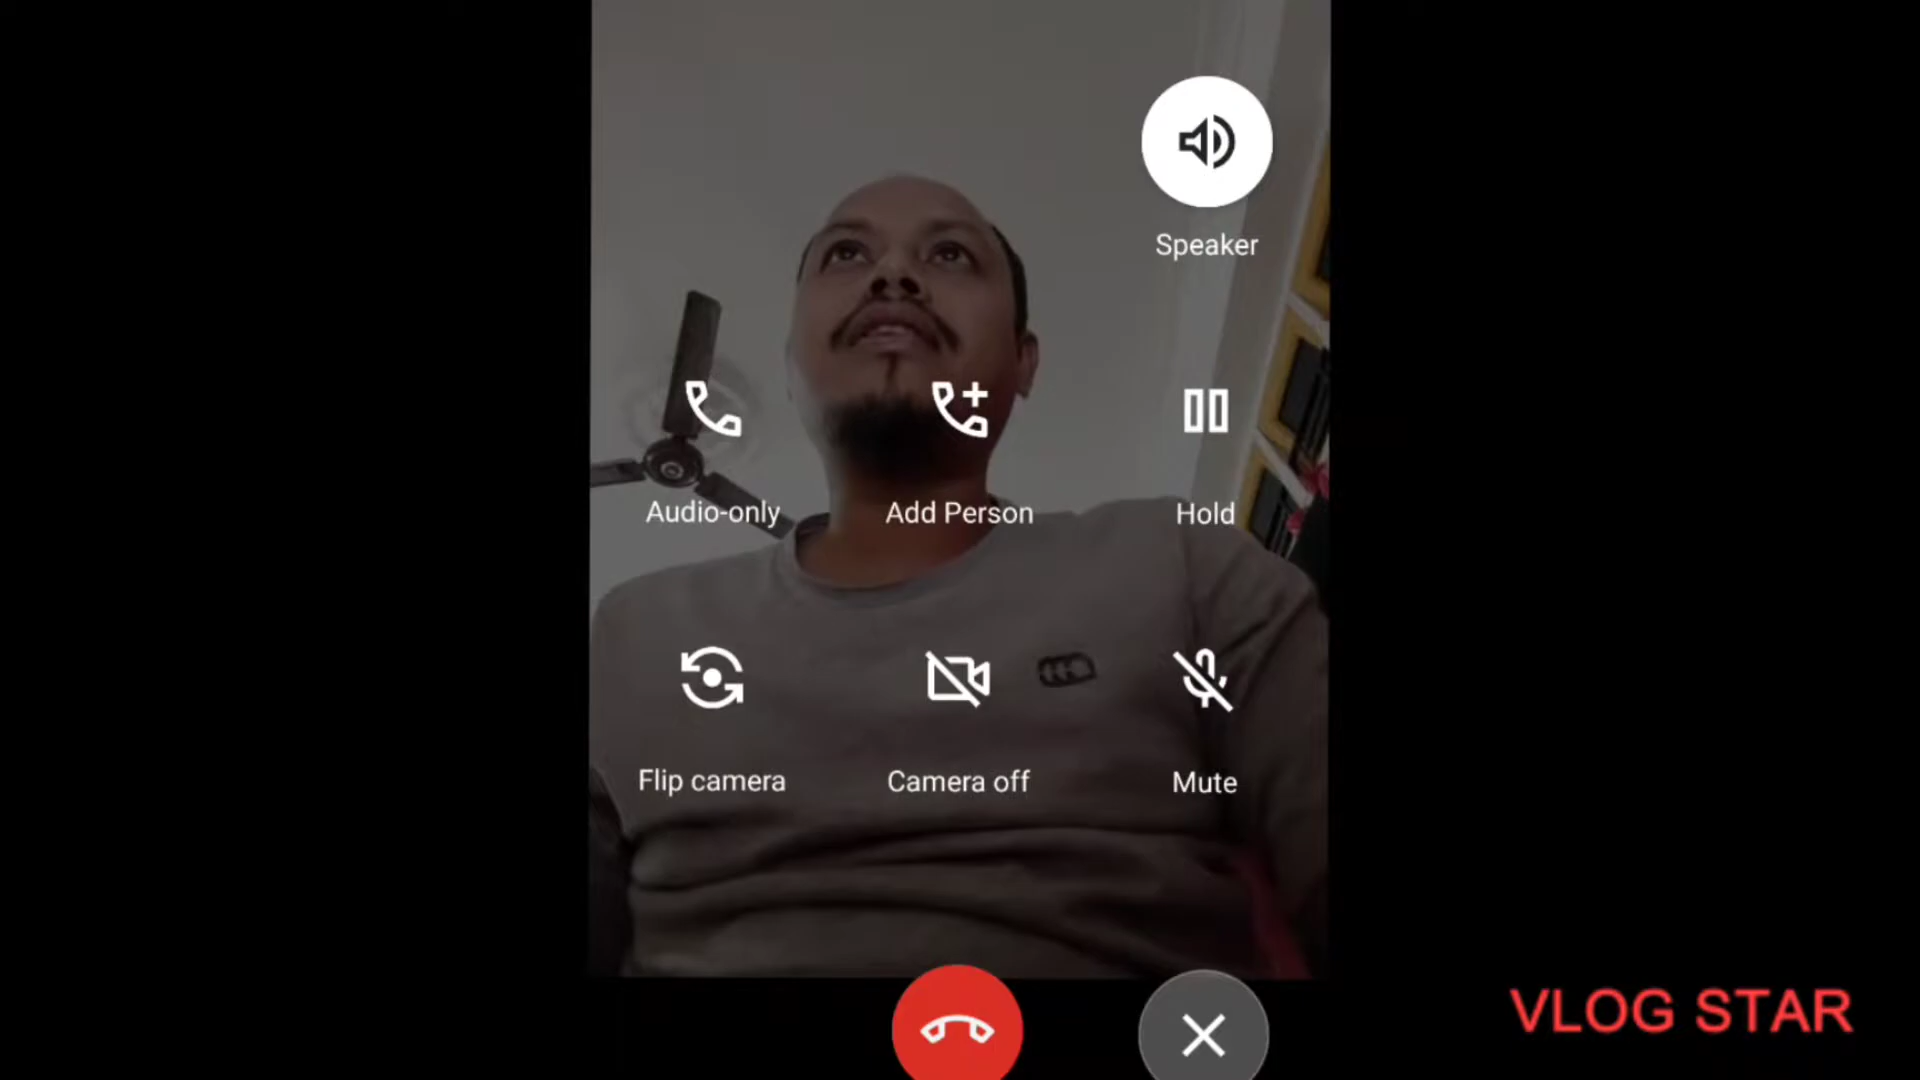 Speaker
Audio-only
Add Person
Hold
Flip camera
Camera off
Mute
VLOG STAR